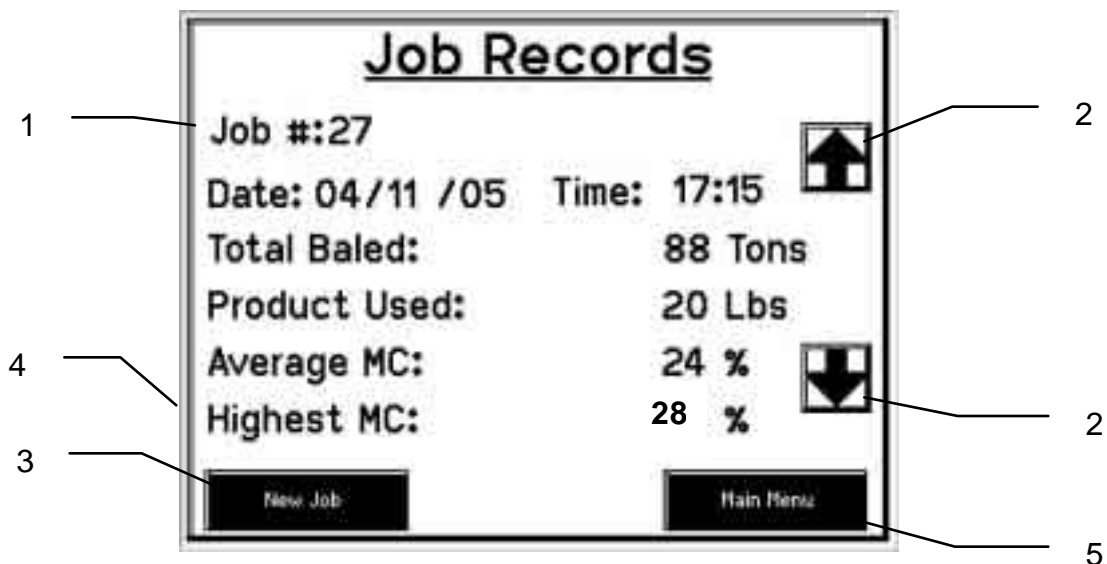 Job Records
1
Job #:27
2
Date: 04/11 /05 Time: 17:15
Total Baled: 88 Tons
Product Used: 20 Lbs
Average MC: 24 %
4
Highest MC: 28 %
2
3
New Job Main Menu
5